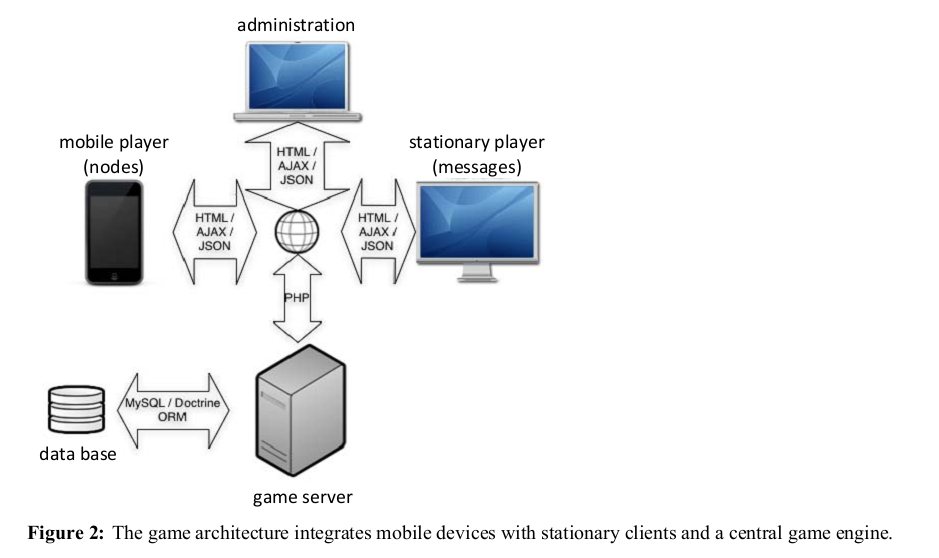 administration
mobile player
(nodes)
stationary player
(messages)
HTML /
AJAX /
JSON
HTML /
AJAX /
JSON
HTML /
AJAX /
JSON
PHP
MySQL / Doctrine
ORM
data base
game server
Figure 2: The game architecture integrates mobile devices with stationary clients and a central game engine.